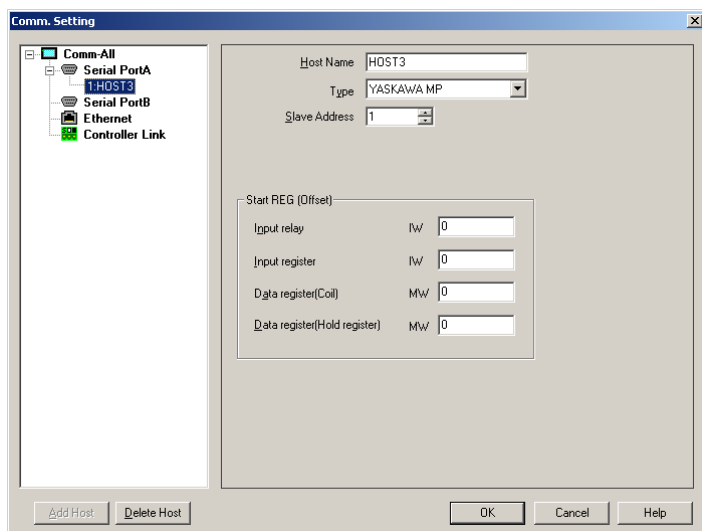 Comm. Setting
Comm-All
Serial PortA
1:HOST3
Serial PortB
Ethernet
Controller Link
Host Name HOST3
Type YASKAWA MP
Slave Address 1
Start REG (Offset)
Input relay IW 0
Input register IW 0
Data register(Coil) MW 0
Data register(Hold register) MW 0
Add Host Delete Host OK Cancel Help